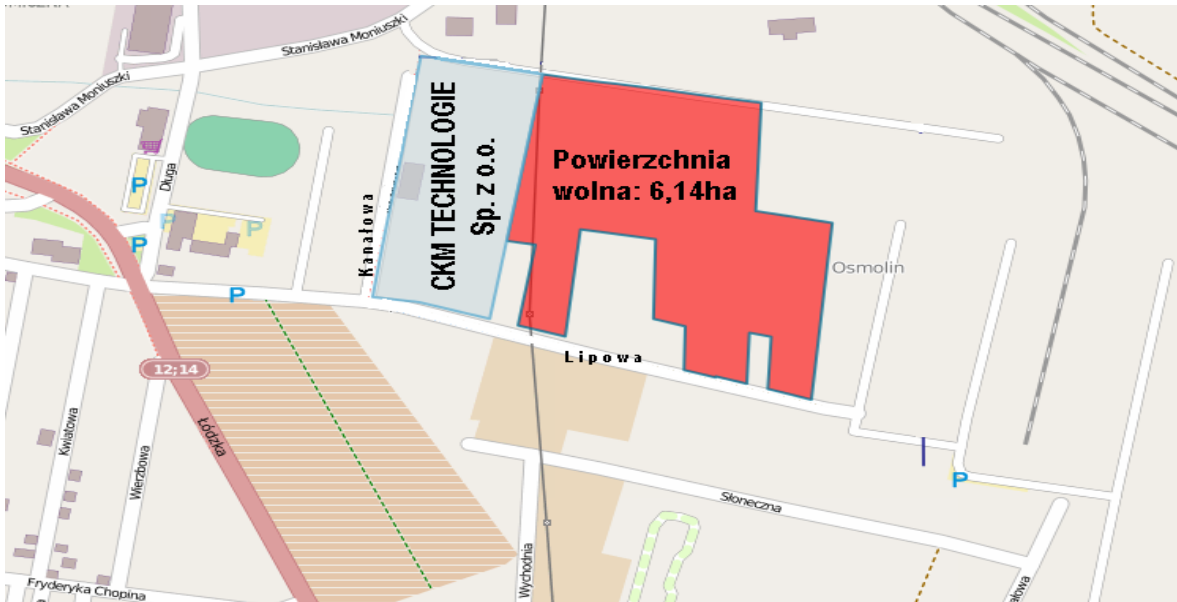 Stanisława Moniuszki
Stanisława Moniuszki
Długa
P
P
P
P
P
Kanałowa
CKM TECHNOLOGIE
Sp. z o.o.
Powierzchnia
wolna: 6,14ha
Osmolin
Lipowa
12;14
Łódzka
Kwiatowa
Wierzbowa
Słoneczna
P
Wychodnia
Fryderyka Chopina